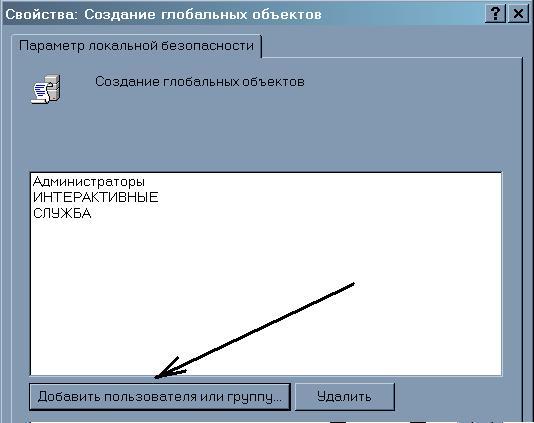 Свойства: Создание глобальных объектов
Параметр локальной безопасности
Создание глобальных объектов
Администраторы
ИНТЕРАКТИВНЫЕ
СЛУЖБА
Добавить пользователя или группу... Удалить